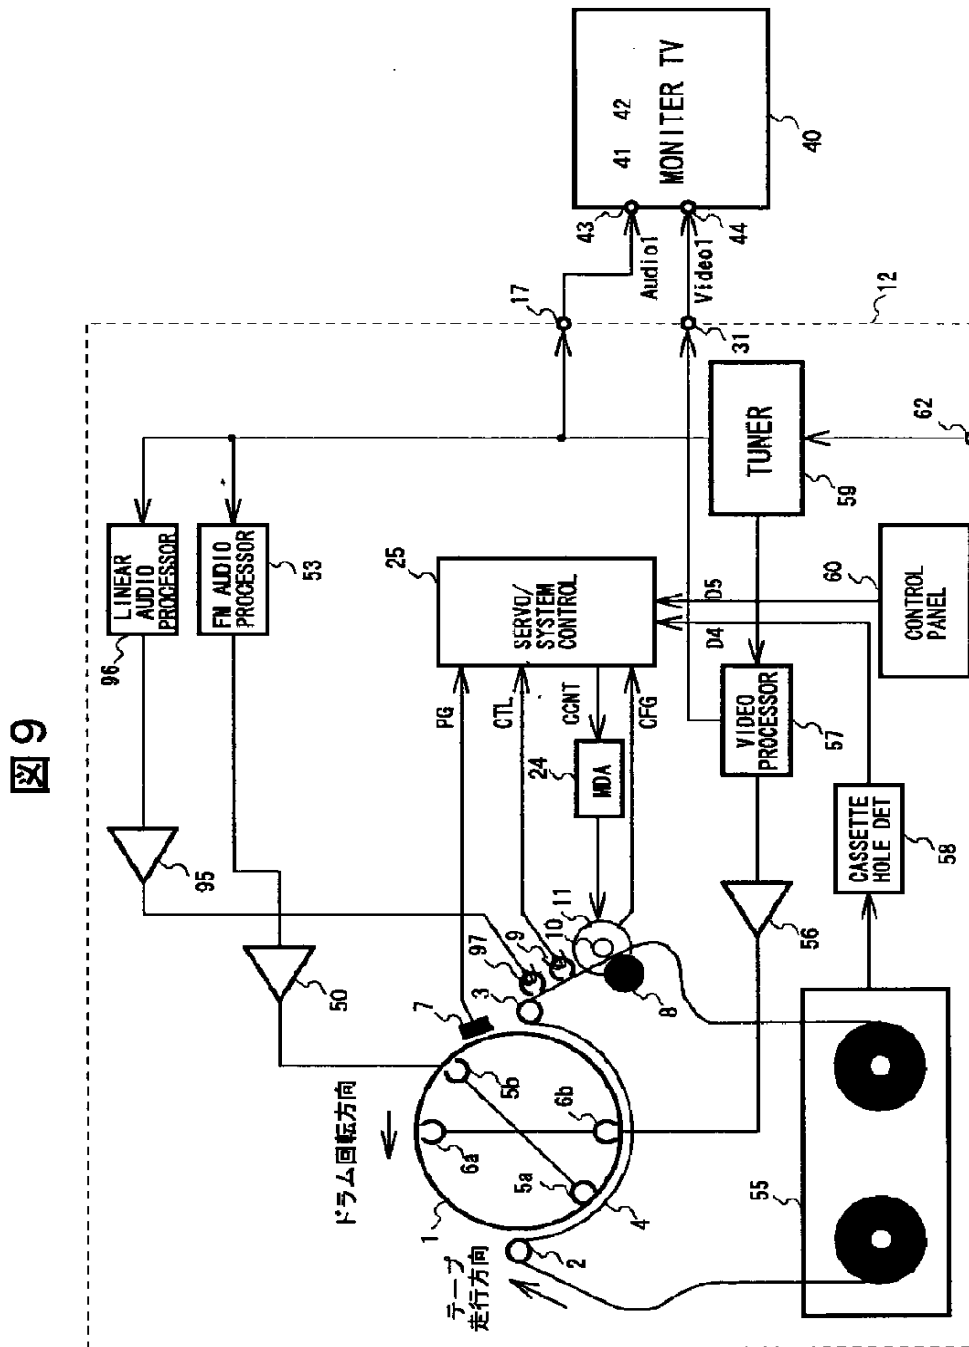 図9
LINEAR
AUDIO
PROCESSOR
96
FM AUDIO
PROCESSOR
53
95
50
ドラム回転方向
テープ
走行方向
1
2
3
4
5a
5b
6a
6b
7
8
9
10
11
97
PG
CTL
CCNT
CFG
MDA
24
SERVO/
SYSTEM
CONTROL
25
D4
D5
TUNER
59
62
VIDEO
PROCESSOR
57
56
CONTROL
PANEL
60
CASSETTE
HOLE DET
58
55
12
17
31
Audio1
Video1
43
44
41
42
MONITER TV
40